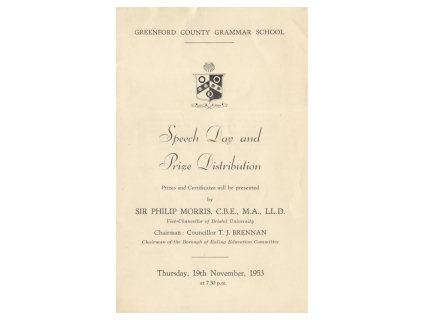 GREENFORD COUNTY GRAMMAR SCHOOL
Speech Day and
Prize Distribution
Prizes and Certificates will be presented
by
SIR PHILIP MORRIS, C.B.E., M.A., LL.D.
Vice-Chancellor of Bristol University
Chairman: Councillor T. J. BRENNAN
Chairman of the Borough of Ealing Education Committee
Thursday, 19th November, 1953
at 7.30 p.m.